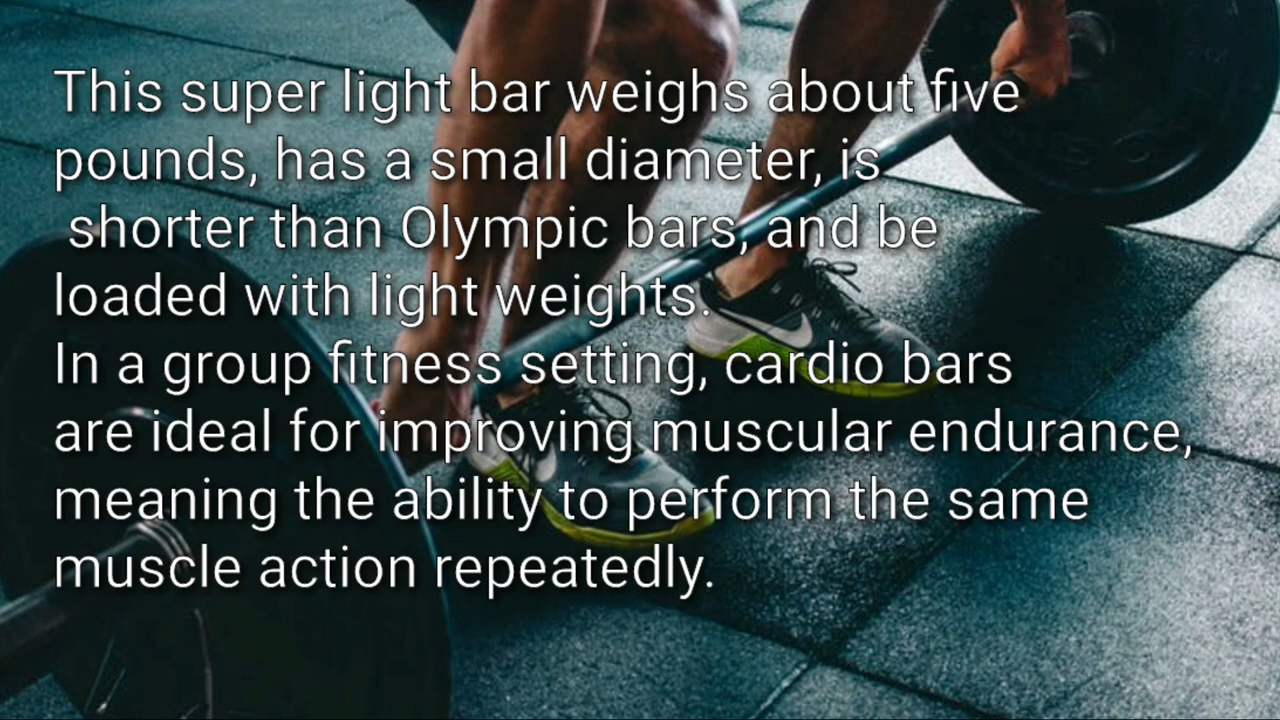 This super light bar weighs about five
pounds, has a small diameter, is
shorter than Olympic bars, and be
loaded with light weights.
In a group fitness setting, cardio bars
are ideal for improving muscular endurance,
meaning the ability to perform the same
muscle action repeatedly.